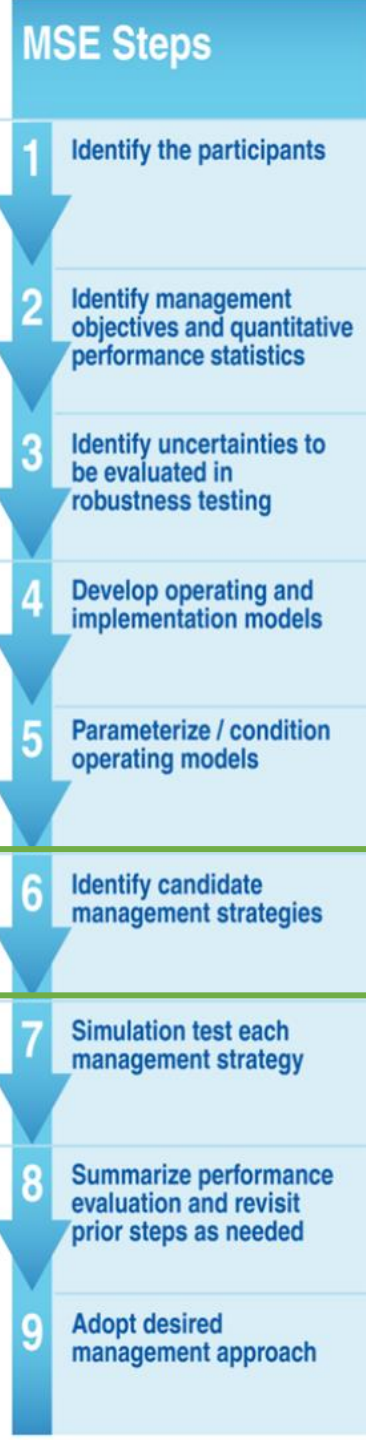 MSE Steps
1
Identify the participants
2
Identify management
objectives and quantitative
performance statistics
3
Identify uncertainties to
be evaluated in
robustness testing
4
Develop operating and
implementation models
5
Parameterize / condition
operating models
6
Identify candidate
management strategies
7
Simulation test each
management strategy
8
Summarize performance
evaluation and revisit
prior steps as needed
9
Adopt desired
management approach